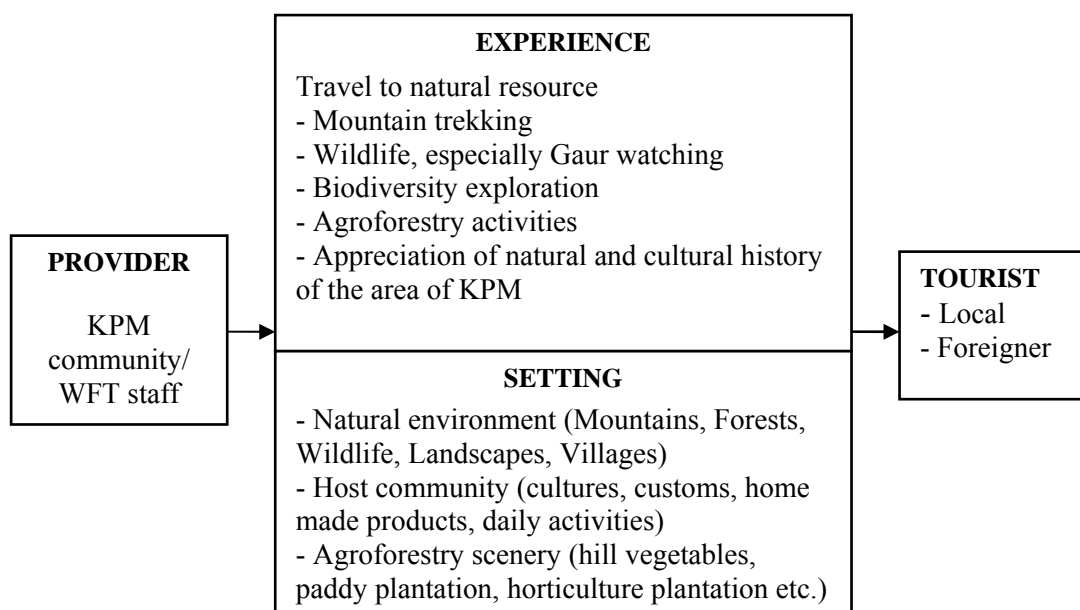 EXPERIENCE
Travel to natural resource
- Mountain trekking
- Wildlife, especially Gaur watching
- Biodiversity exploration
- Agroforestry activities
- Appreciation of natural and cultural history
of the area of KPM
PROVIDER
KPM
community/
WFT staff
TOURIST
- Local
- Foreigner
SETTING
- Natural environment (Mountains, Forests,
Wildlife, Landscapes, Villages)
- Host community (cultures, customs, home
made products, daily activities)
- Agroforestry scenery (hill vegetables,
paddy plantation, horticulture plantation etc.)